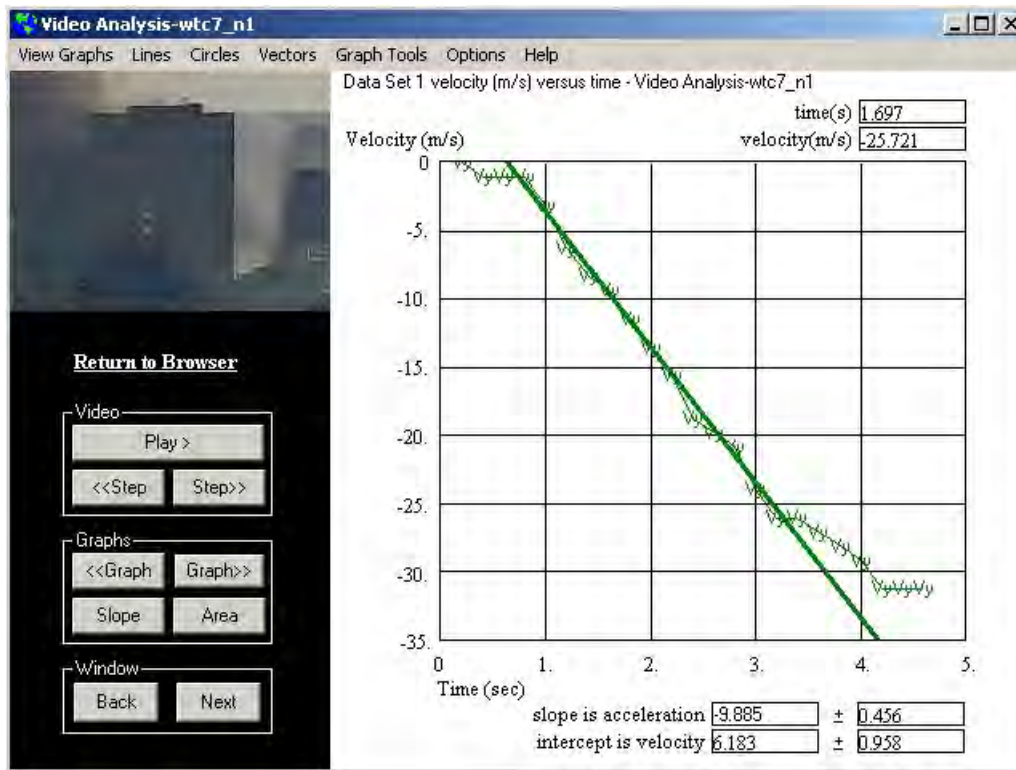 Video Analysis-wtc7_n1
View Graphs Lines Circles Vectors Graph Tools Options Help
Data Set 1 velocity (m/s) versus time - Video Analysis-wtc7_n1
time(s) 1.697
Velocity (m/s) velocity(m/s) -25.721
0
-5.
-10.
-15.
-20.
-25.
-30.
-35.
0 1. 2. 3. 4. 5.
Time (sec)
slope is acceleration -9.885 ± 0.456
intercept is velocity 6.183 ± 0.958
Return to Browser
Video
Play >
<<Step Step>>
Graphs
<<Graph Graph>>
Slope Area
Window
Back Next